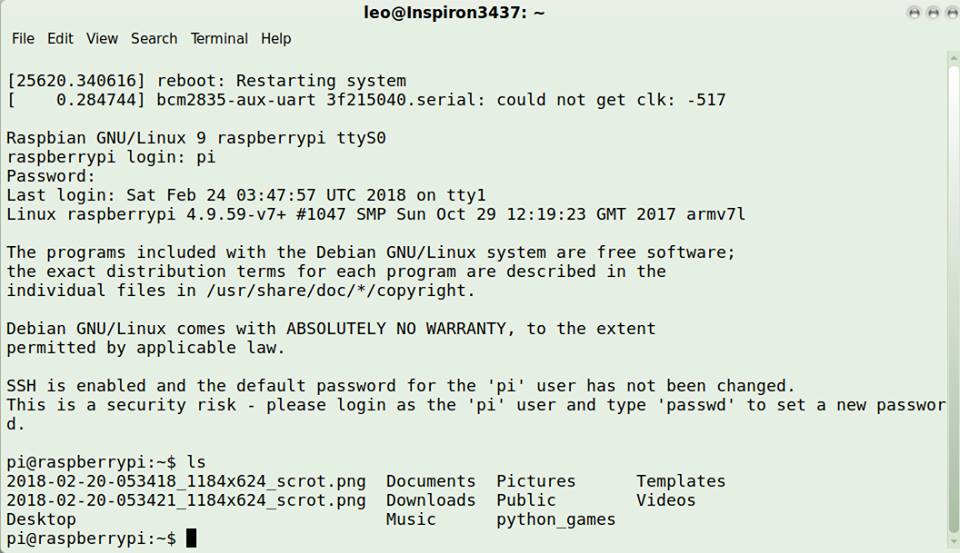 leo@Inspiron3437: ~
File Edit View Search Terminal Help
[25620.340616] reboot: Restarting system
[    0.284744] bcm2835-aux-uart 3f215040.serial: could not get clk: -517
Raspbian GNU/Linux 9 raspberrypi ttyS0
raspberrypi login: pi
Password:
Last login: Sat Feb 24 03:47:57 UTC 2018 on tty1
Linux raspberrypi 4.9.59-v7+ #1047 SMP Sun Oct 29 12:19:23 GMT 2017 armv7l
The programs included with the Debian GNU/Linux system are free software;
the exact distribution terms for each program are described in the
individual files in /usr/share/doc/*/copyright.
Debian GNU/Linux comes with ABSOLUTELY NO WARRANTY, to the extent
permitted by applicable law.
SSH is enabled and the default password for the 'pi' user has not been changed.
This is a security risk - please login as the 'pi' user and type 'passwd' to set a new passwor
d.
pi@raspberrypi:~$ ls
2018-02-20-053418_1184x624_scrot.png  Documents  Pictures      Templates
2018-02-20-053421_1184x624_scrot.png  Downloads  Public        Videos
Desktop                               Music      python_games
pi@raspberrypi:~$